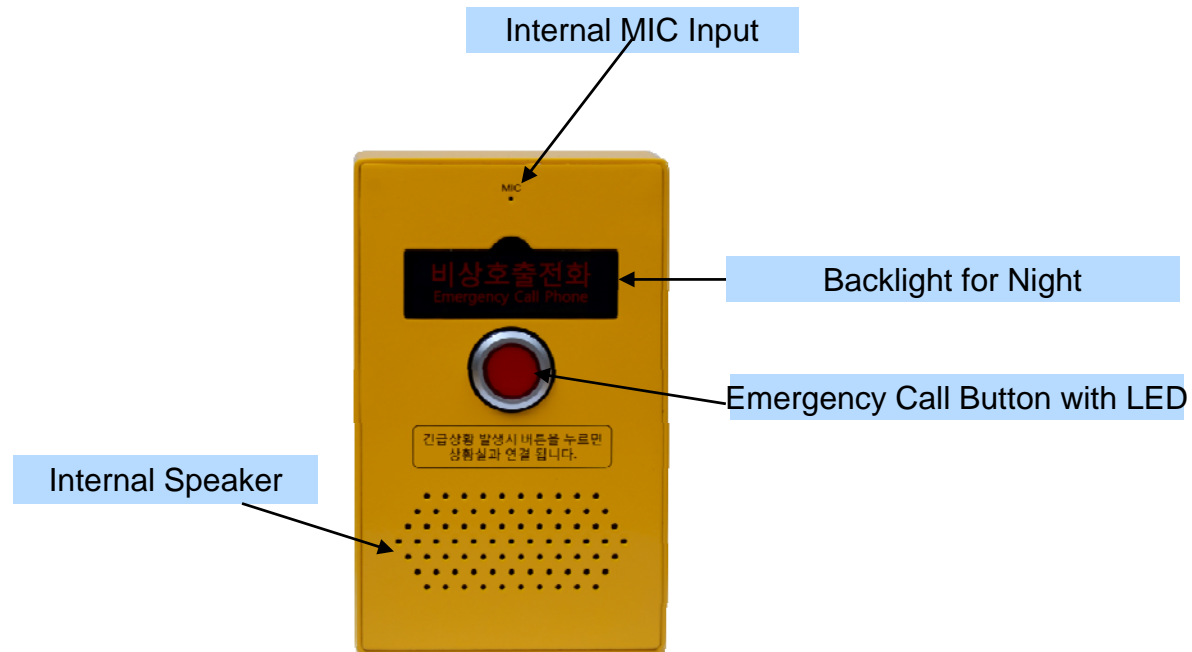 Internal MIC Input
MIC
비상호출전화
Emergency Call Phone
Backlight for Night
Emergency Call Button with LED
긴급상황 발생시 버튼을 누르면
상황실과 연결 됩니다.
Internal Speaker